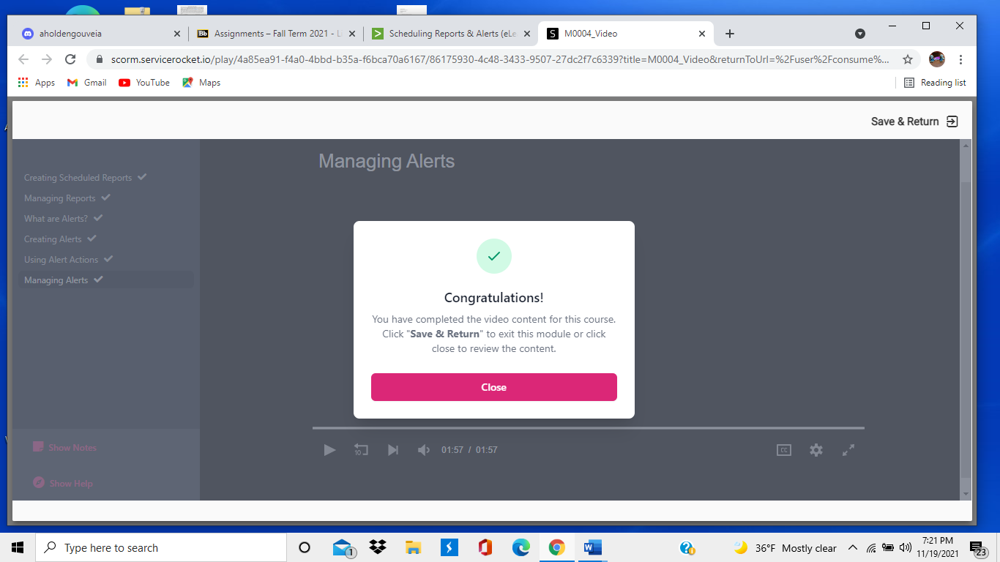 aholdengouveia
Bb Assignments – Fall Term 2021 - L
Scheduling Reports & Alerts (eLe
S M0004_Video
scorm.servicerocket.io/play/4a85ea91-f4a0-4bbd-b35a-f6bca70a6167/86175930-4c48-3433-9507-27dc2f7c6339?title=M0004_Video&returnToUrl=%2Fuser%2Fconsume%...
Apps
Gmail
YouTube
Maps
Reading list
Save & Return
Managing Alerts
Creating Scheduled Reports
Managing Reports
What are Alerts?
Creating Alerts
Using Alert Actions
Managing Alerts
Congratulations!
You have completed the video content for this course.
Click "Save & Return" to exit this module or click
close to review the content.
Close
Show Notes
Show Help
10
01:57 / 01:57
CC
Type here to search
1
W
36°F Mostly clear
7:21 PM
11/19/2021
23